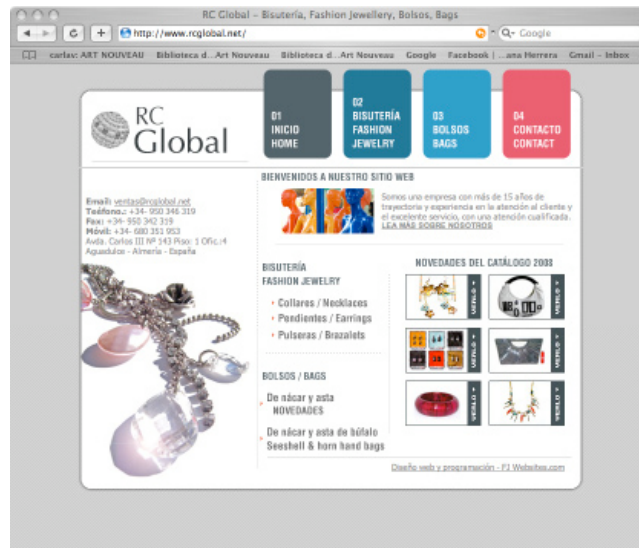 RC Global – Bisutería, Fashion Jewellery, Bolsos, Bags
http://www.rcglobal.net/
Google
carlav: ART NOUVEAU Biblioteca d...Art Nouveau Biblioteca d...Art Nouveau Google Facebook | ...ana Herrera Gmail – Inbox
RC
Global
01
INICIO
HOME
02
BISUTERÍA
FASHION
JEWELRY
03
BOLSOS
BAGS
04
CONTACTO
CONTACT
Email: ventas@rcglobal.net
Teéfono.: +34- 950 346 319
Fax: +34- 950 342 319
Móvil: +34- 680 351 953
Avda. Carlos III Nº 143 Piso: 1 Ofic.:4
Aguadulce - Almería - España
BIENVENIDOS A NUESTRO SITIO WEB
Somos una empresa con más de 15 años de
trayectoria y experiencia en la atención al cliente y
el excelente servicio, con una atención cualificada.
LEA MÁS SOBRE NOSOTROS
BISUTERÍA
FASHION JEWELRY
Collares / Necklaces
Pendientes / Earrings
Pulseras / Brazalets
BOLSOS / BAGS
De nácar y asta
NOVEDADES
De nácar y asta de búfalo
Seeshell & horn hand bags
NOVEDADES DEL CATÁLOGO 2008
VERLO
VERLO
VERLO
VERLO
VERLO
VERLO
Diseño web y programación - FJ Websites.com